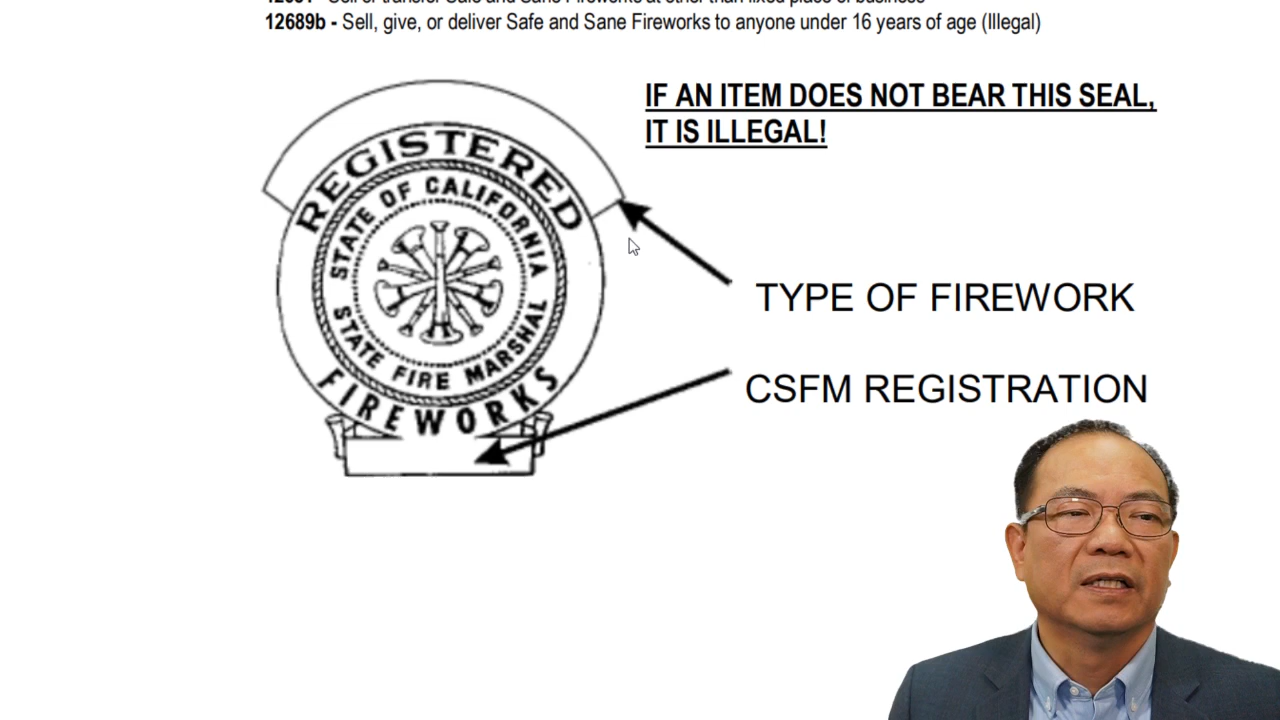 12689b - Sell, give, or deliver Safe and Sane Fireworks to anyone under 16 years of age (Illegal)
IF AN ITEM DOES NOT BEAR THIS SEAL,
IT IS ILLEGAL!
REGISTERED
STATE OF CALIFORNIA
STATE FIRE MARSHAL
FIREWORKS
TYPE OF FIREWORK
CSFM REGISTRATION